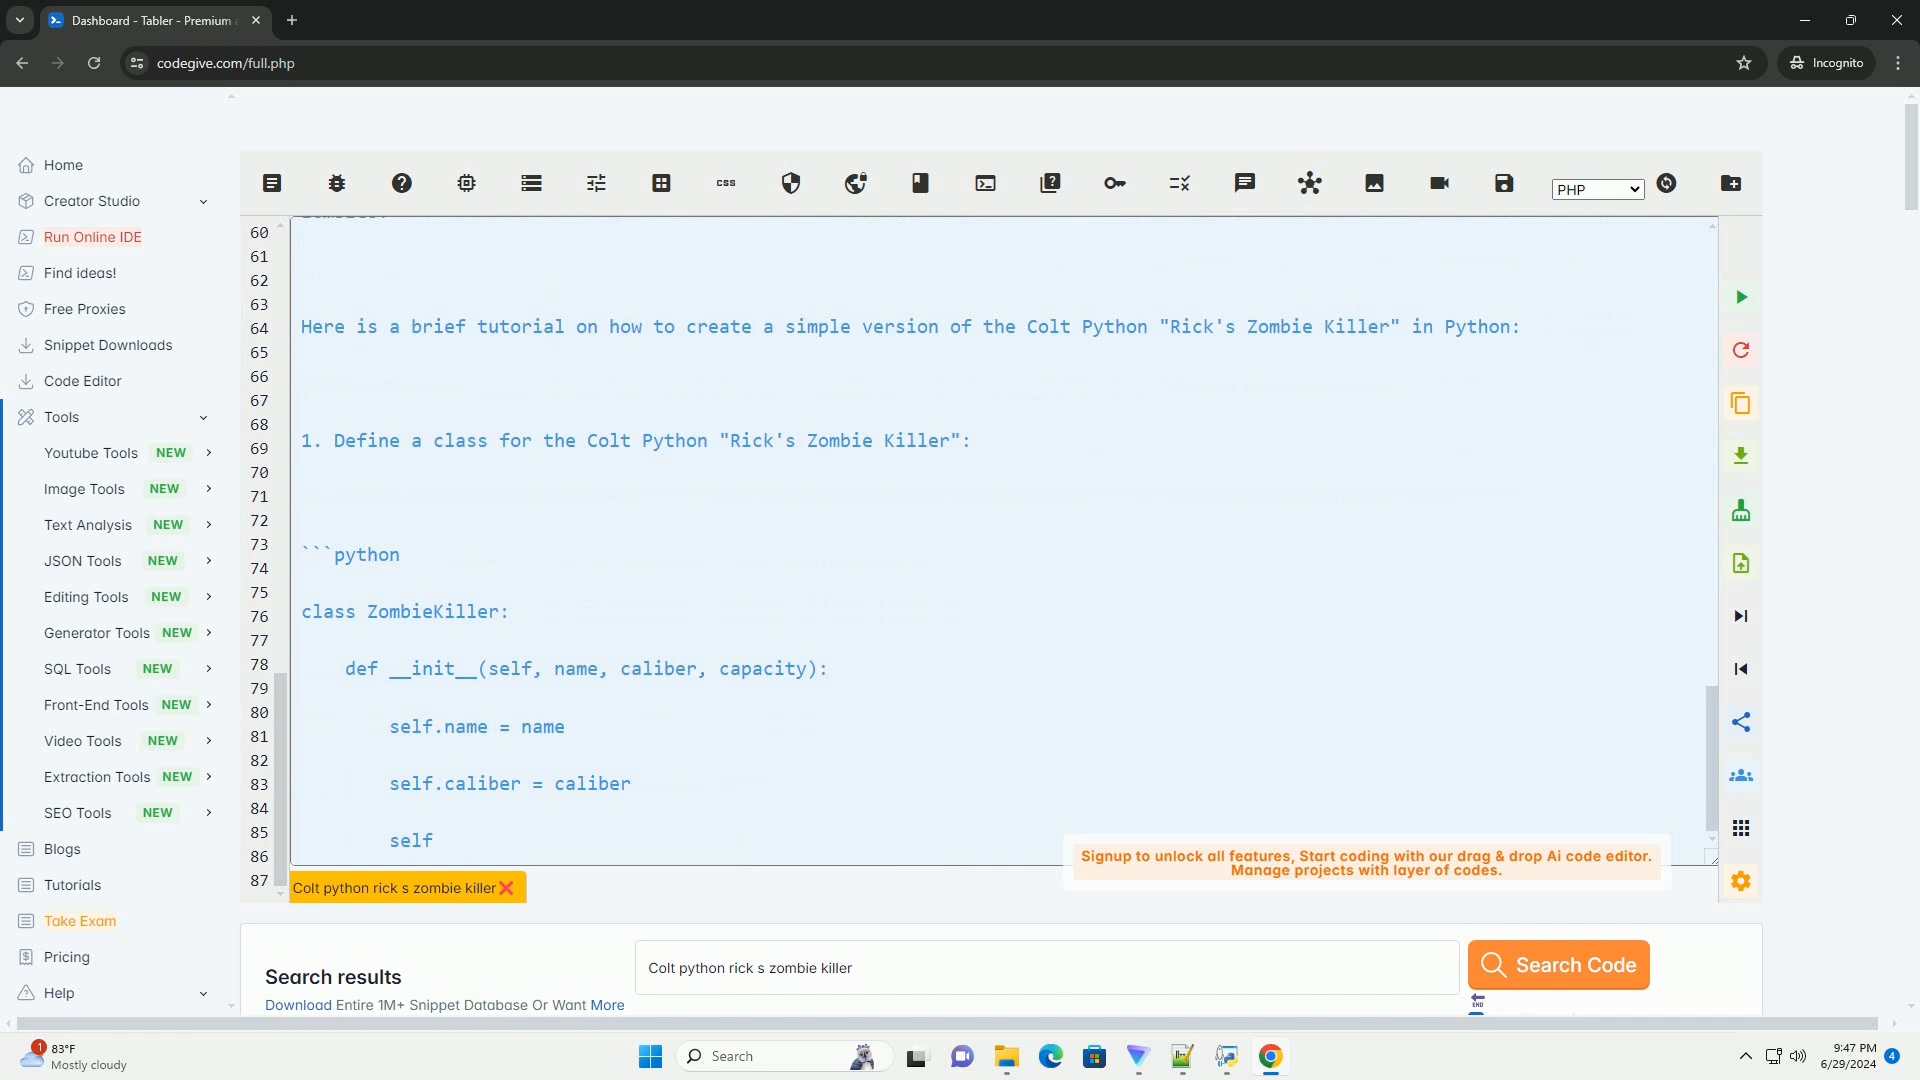 Dashboard - Tabler - Premium
codegive.com/full.php
Incognito
Home
Creator Studio
Run Online IDE
Find ideas!
Free Proxies
Snippet Downloads
Code Editor
Tools
Youtube Tools NEW
Image Tools NEW
Text Analysis NEW
JSON Tools NEW
Editing Tools NEW
Generator Tools NEW
SQL Tools NEW
Front-End Tools NEW
Video Tools NEW
Extraction Tools NEW
SEO Tools NEW
Blogs
Tutorials
Take Exam
Pricing
Help
css
PHP
60
61
62
63
64
65
66
67
68
69
70
71
72
73
74
75
76
77
78
79
80
81
82
83
84
85
86
87
Here is a brief tutorial on how to create a simple version of the Colt Python "Rick's Zombie Killer" in Python:
1. Define a class for the Colt Python "Rick's Zombie Killer":
```python
class ZombieKiller:
def __init__(self, name, caliber, capacity):
self.name = name
self.caliber = caliber
self
Signup to unlock all features, Start coding with our drag & drop Ai code editor.
Manage projects with layer of codes.
Colt python rick s zombie killer
Search results
Download Entire 1M+ Snippet Database Or Want More
Colt python rick s zombie killer
Search Code
END
1
83°F
Mostly cloudy
Search
9:47 PM
6/29/2024
4